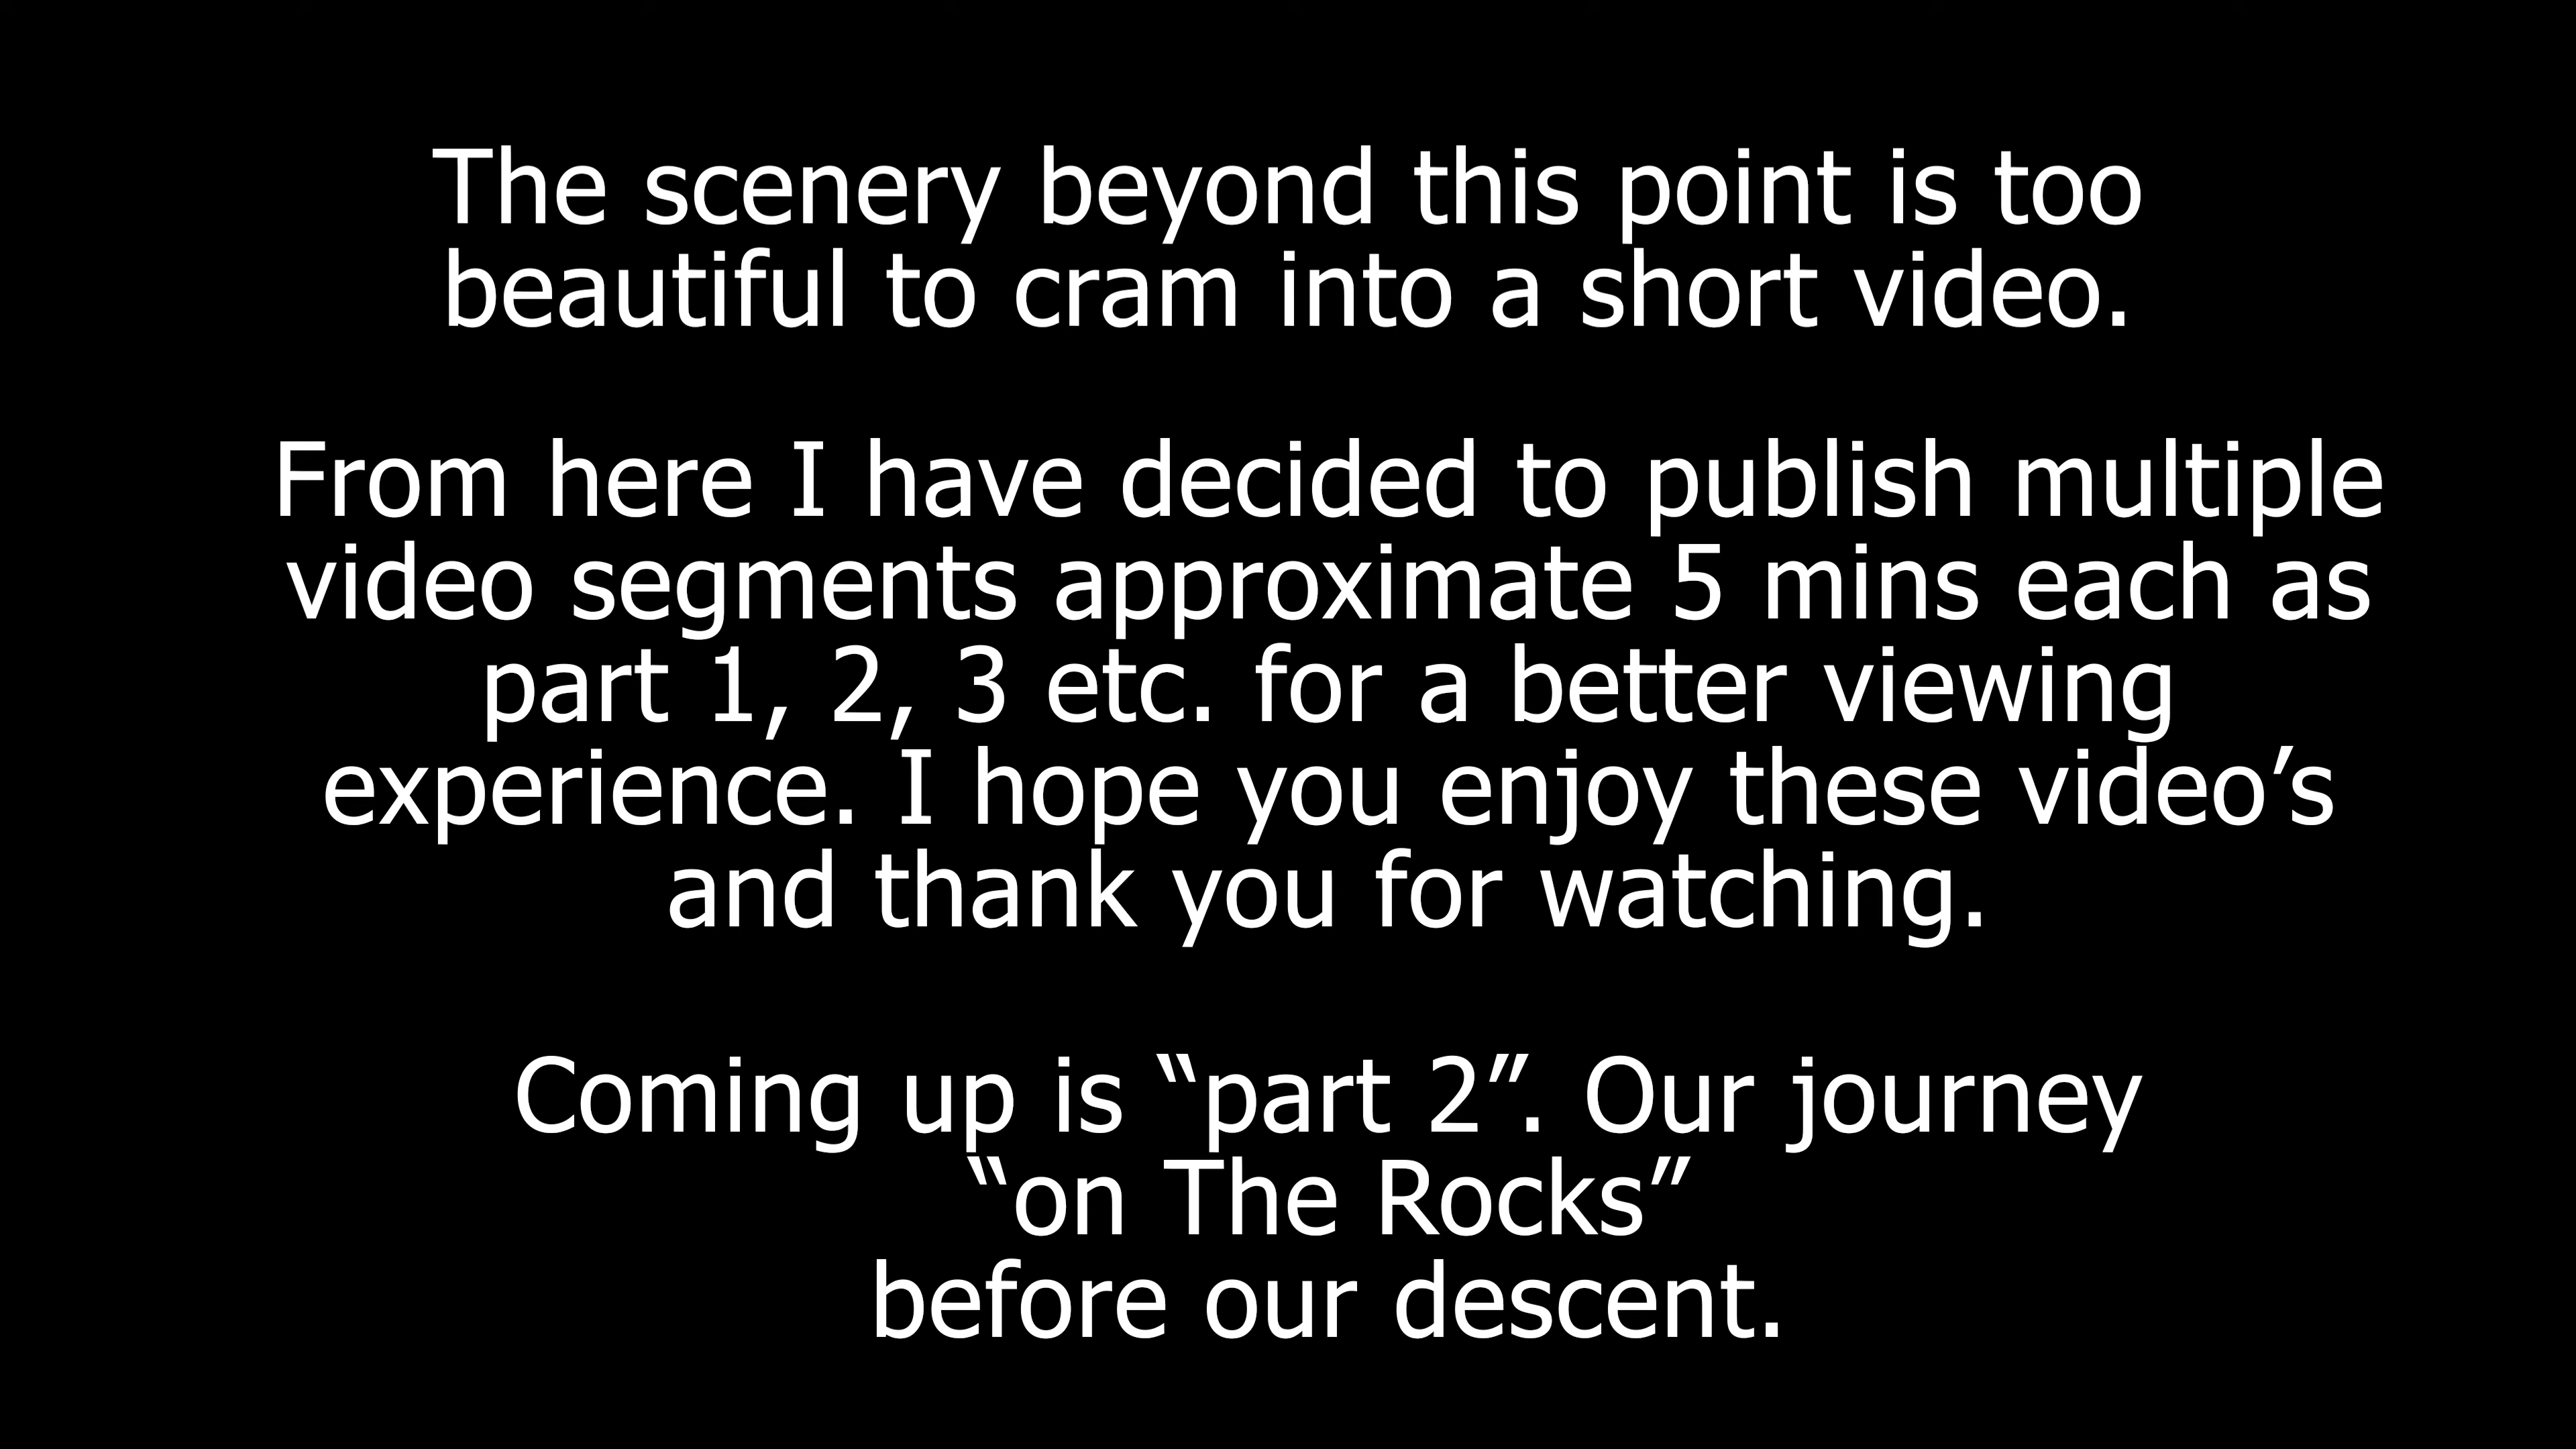 The scenery beyond this point is too
beautiful to cram into a short video.
From here I have decided to publish multiple
video segments approximate 5 mins each as
part 1, 2, 3 etc. for a better viewing
experience. I hope you enjoy these video’s
and thank you for watching.
Coming up is “part 2”. Our journey
“on The Rocks”
before our descent.